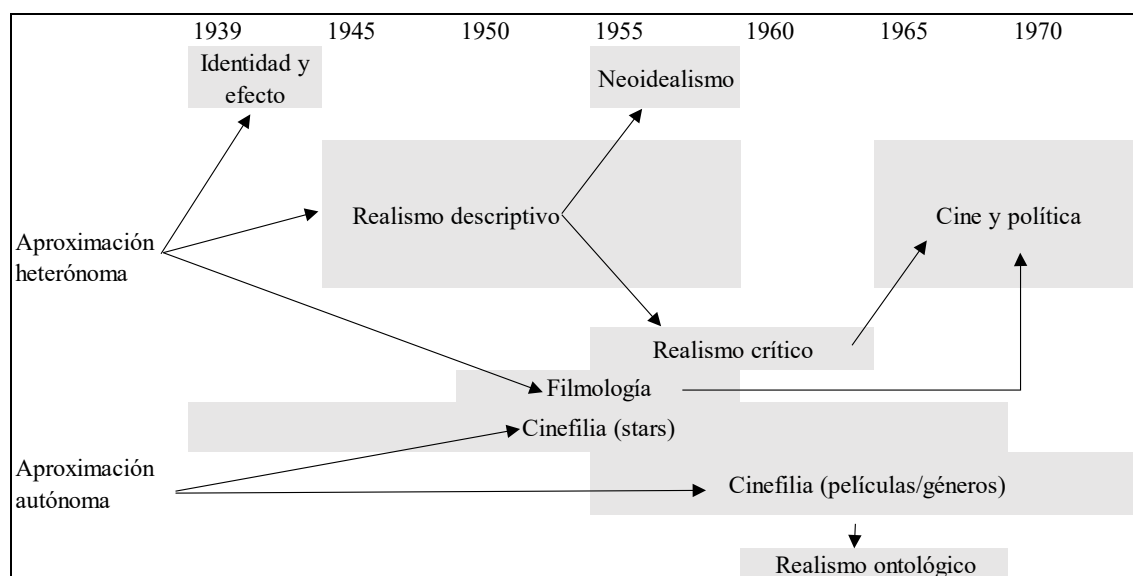 1939 1945 1950 1955 1960 1965 1970
Identidad y
efecto
Neoidealismo
Realismo descriptivo
Cine y política
Aproximación
heterónoma
Realismo crítico
Filmología
Cinefilia (stars)
Aproximación
autónoma
Cinefilia (películas/géneros)
Realismo ontológico